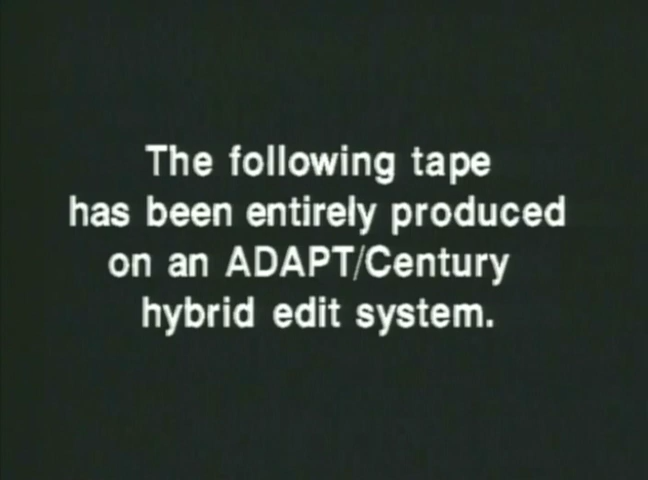 The following tape
has been entirely produced
on an ADAPT/Century
hybrid edit system.